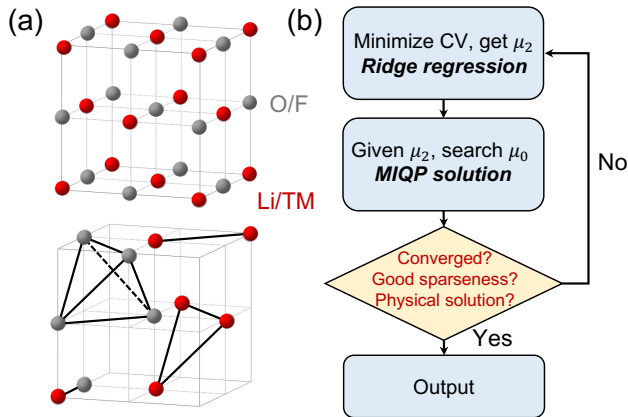 (a)
O/F
Li/TM
(b)
Minimize CV, get μ₂
Ridge regression
Given μ₂, search μ₀
MIQP solution
No
Converged?
Good sparseness?
Physical solution?
Yes
Output